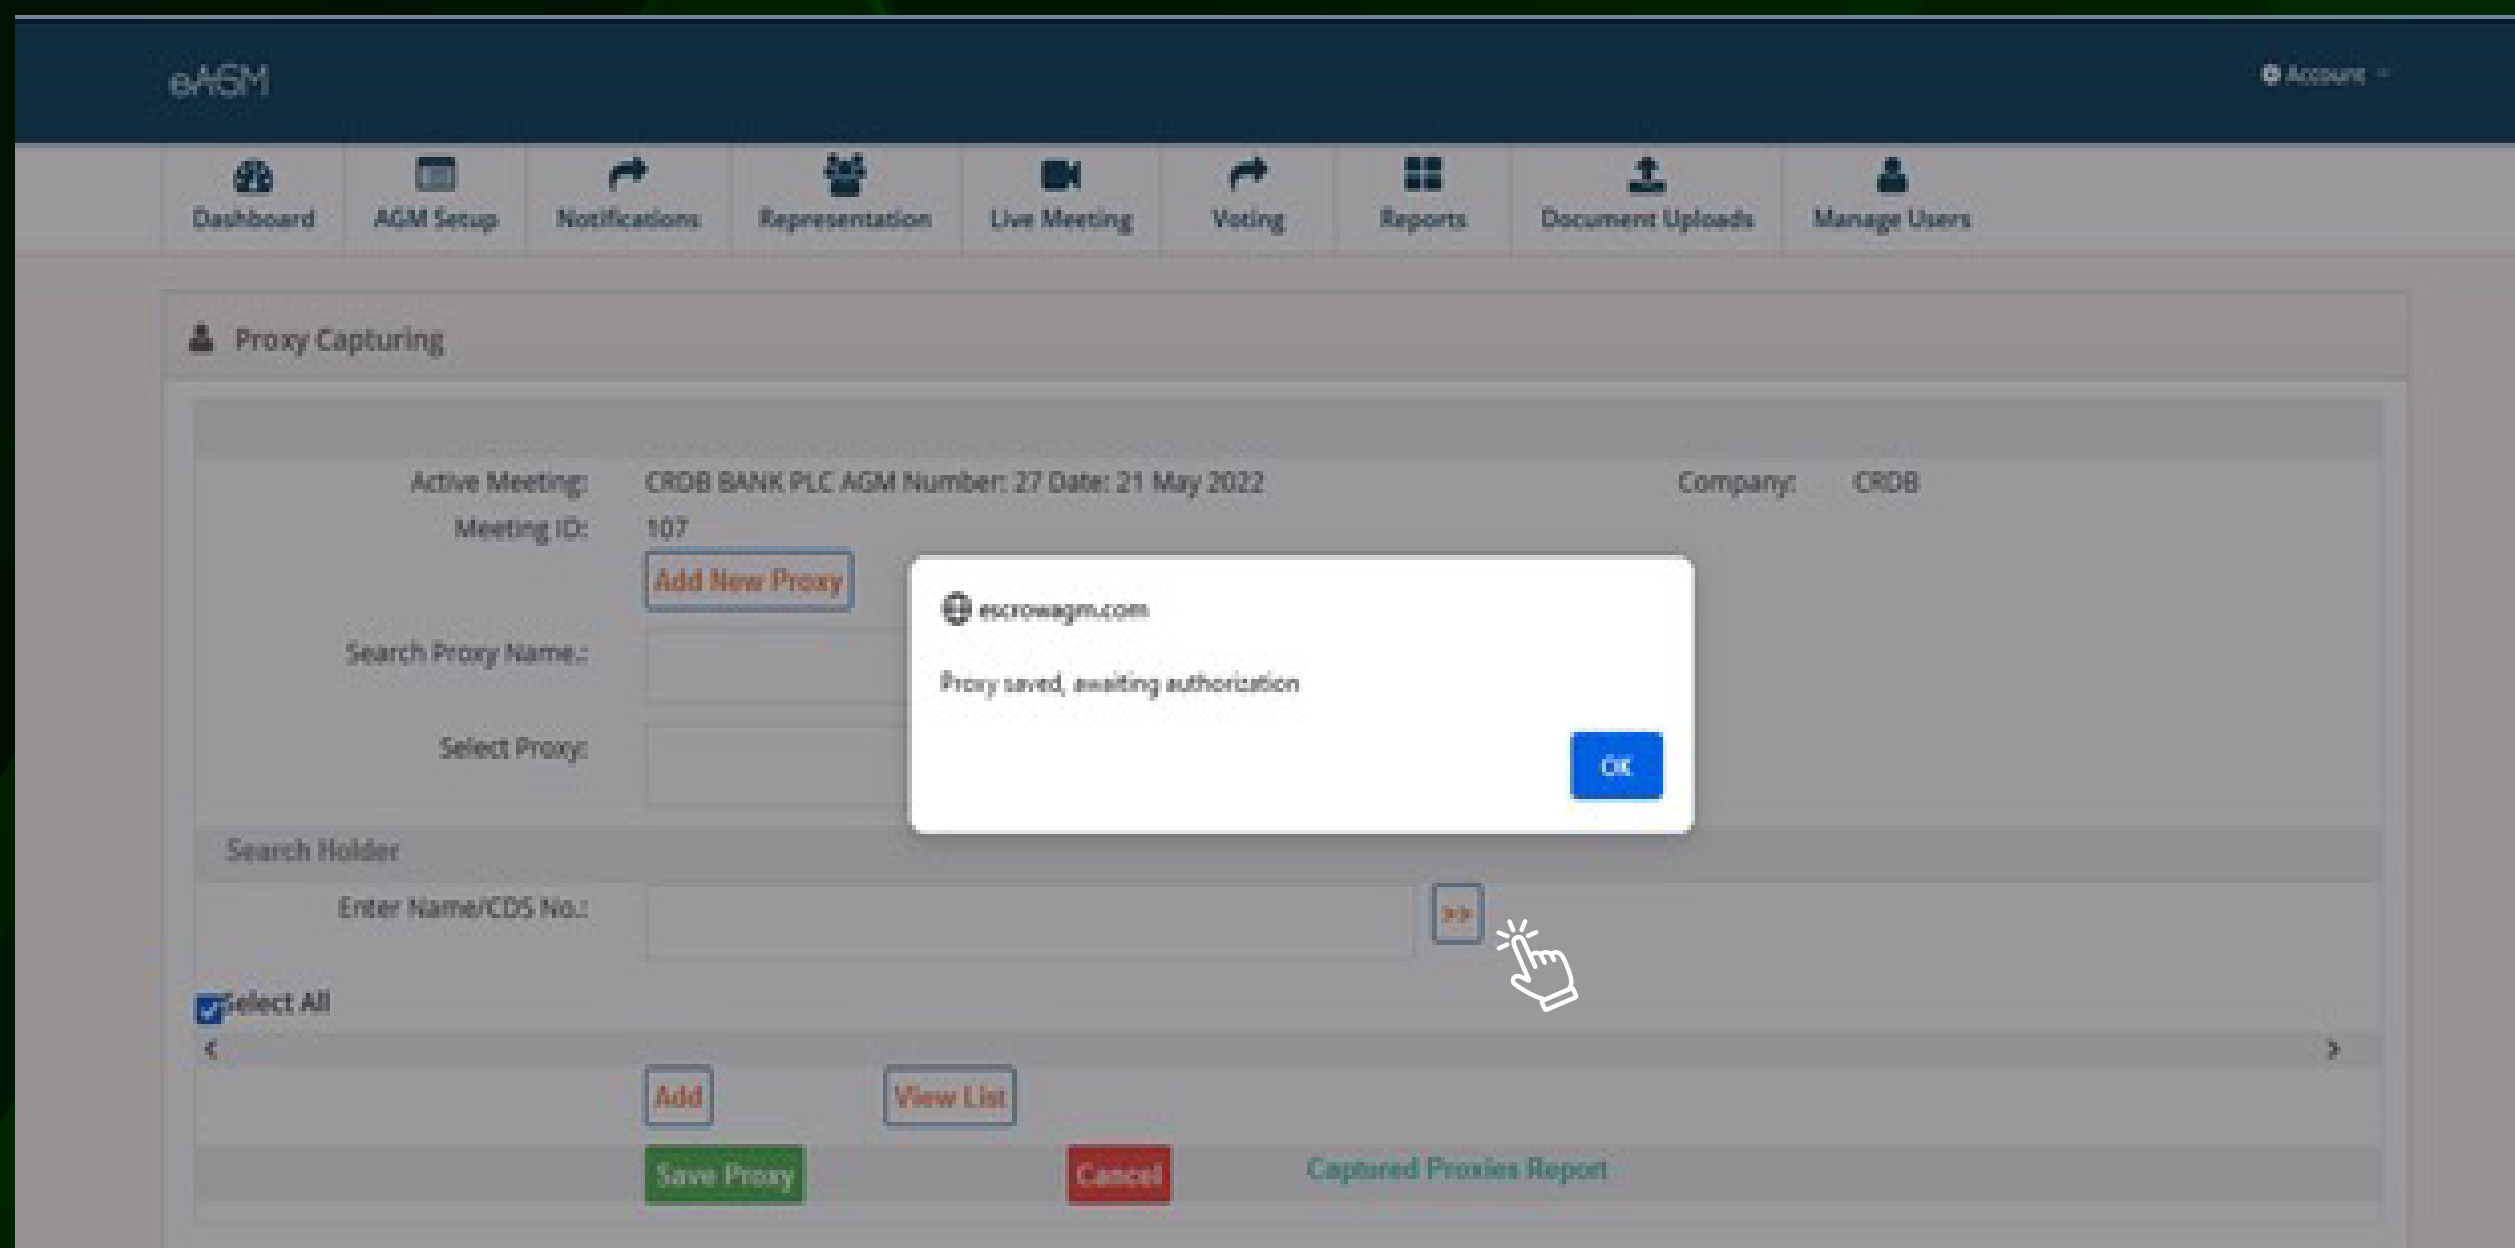 eAGM
Account
Dashboard
AGM Setup
Notifications
Representation
Live Meeting
Voting
Reports
Document Uploads
Manage Users
Proxy Capturing
Active Meeting: CRDB BANK PLC AGM Number: 27 Date: 21 May 2022 Company: CRDB
Meeting ID: 107
Add New Proxy
escrowagm.com
Search Proxy Name.:
Proxy saved, awaiting authorization
Select Proxy:
OK
Search Holder
Enter Name/CDS No.: >>
Select All
< >
Add View List
Save Proxy Cancel Captured Proxies Report